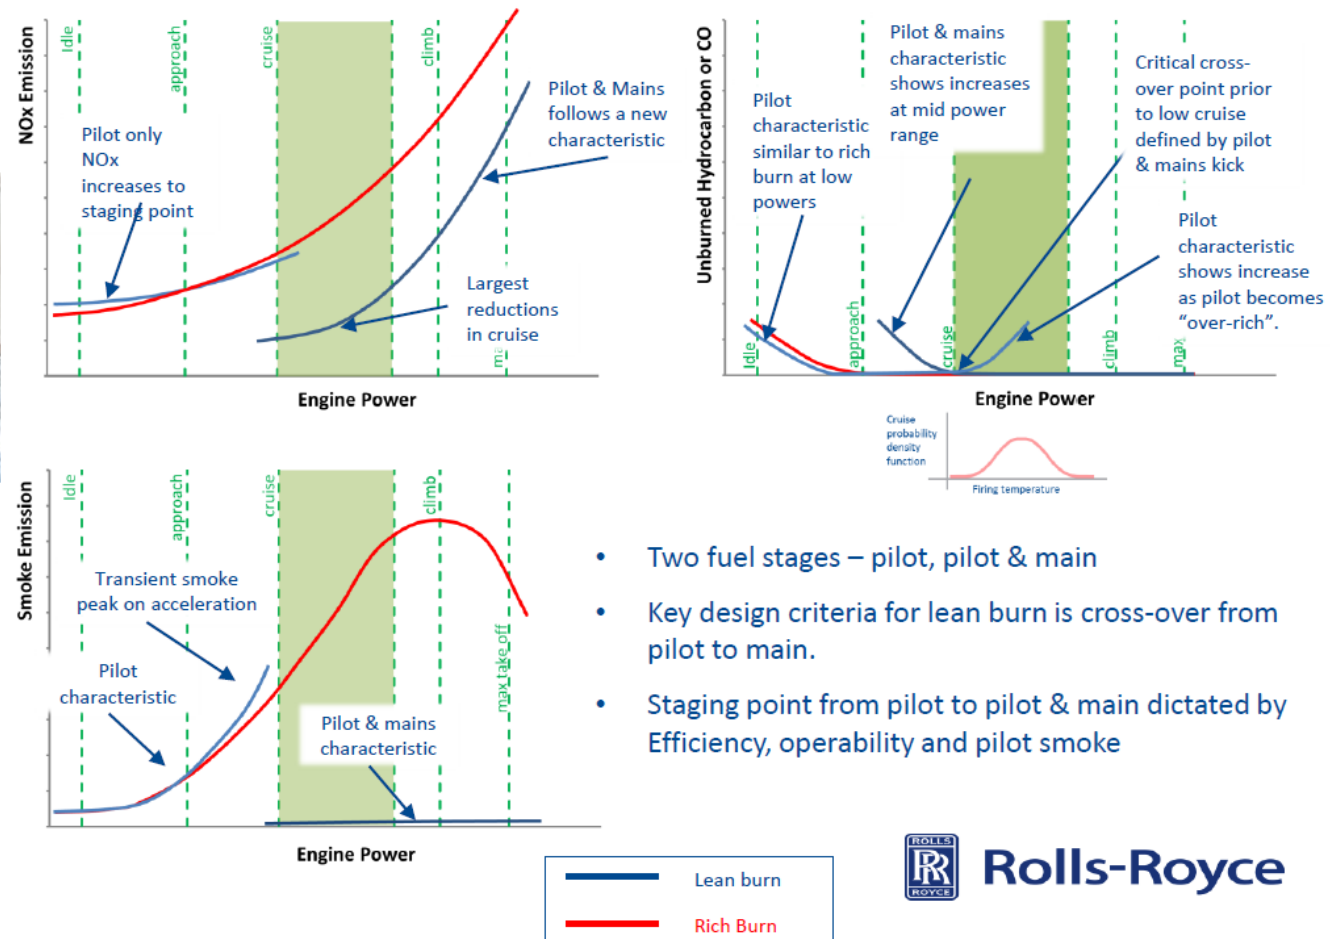 NOx Emission
Idle
approach
cruise
climb
Pilot only
NOx
increases to
staging point
Pilot & Mains
follows a new
characteristic
Largest
reductions
in cruise
Engine Power
Unburned Hydrocarbon or CO
Pilot & mains
characteristic
shows increases
at mid power
range
Critical cross-
over point prior
to low cruise
defined by pilot
& mains kick
Pilot
characteristic
similar to rich
burn at low
powers
Pilot
characteristic
shows increase
as pilot becomes
“over-rich”.
Idle
approach
cruise
climb
max
Engine Power
Cruise
probability
density
function
Firing temperature
Smoke Emission
Idle
approach
cruise
climb
max take off
Transient smoke
peak on acceleration
Pilot
characteristic
Pilot & mains
characteristic
Engine Power
• Two fuel stages – pilot, pilot & main
• Key design criteria for lean burn is cross-over from
pilot to main.
• Staging point from pilot to pilot & main dictated by
Efficiency, operability and pilot smoke
Lean burn
Rich Burn
ROLLS
RR
ROYCE
Rolls-Royce